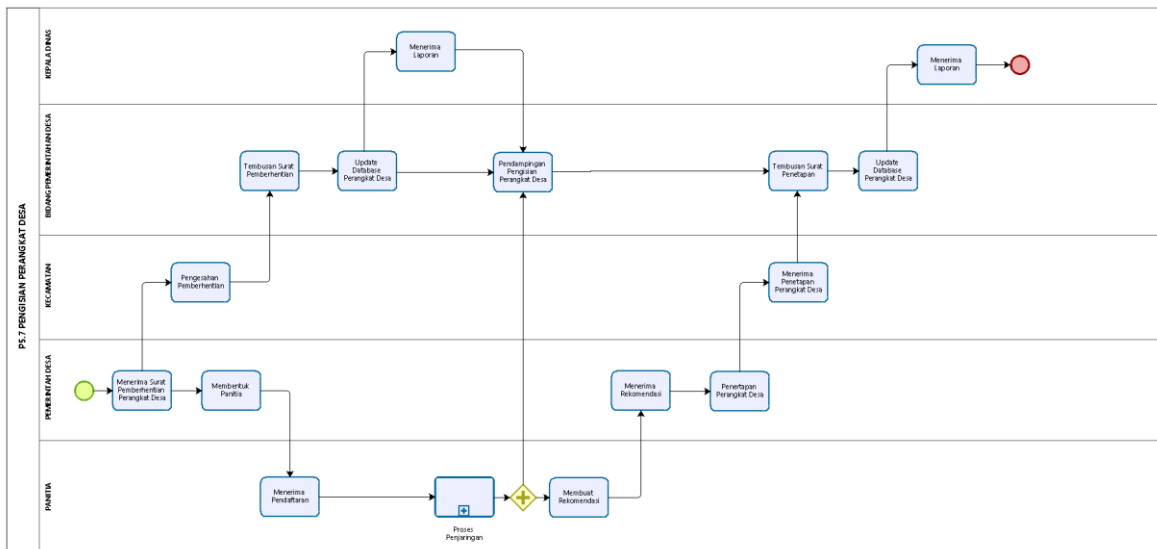 P5.7 PENGISIAN PERANGKAT DESA
KEPALA DINAS
Menerima
Laporan
Menerima
Laporan
BIDANG PEMERINTAHAN DESA
Tembusan Surat
Pemberhentian
Update
Database
Perangkat Desa
Pendampingan
Pengisian
Perangkat Desa
Tembusan Surat
Penetapan
Update
Database
Perangkat Desa
KECAMATAN
Pengesahan
Pemberhentian
Menerima
Penetapan
Perangkat Desa
PEMERINTAH DESA
Menerima Surat
Pemberhentian
Perangkat Desa
Membentuk
Panitia
Menerima
Rekomendasi
Penertapan
Perangkat Desa
PANITIA
Menerima
Pendaftaran
Proses
Penjaringan
Membuat
Rekomendasi